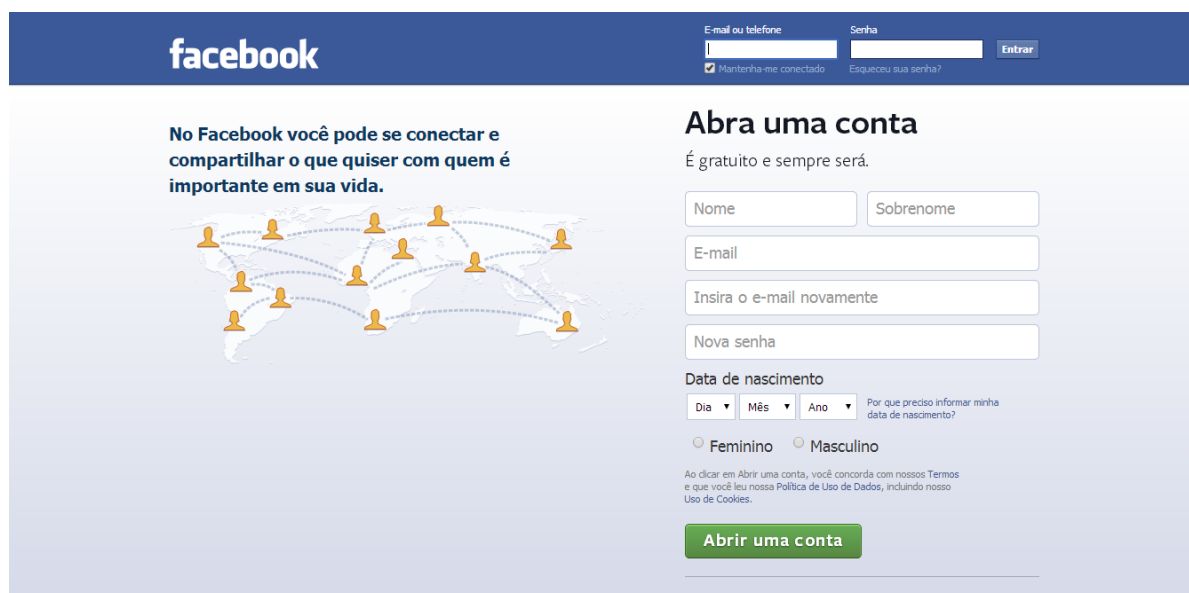 facebook
E-mail ou telefone
Senha
Entrar
Mantenha-me conectado
Esqueceu sua senha?
No Facebook você pode se conectar e
compartilhar o que quiser com quem é
importante em sua vida.
Abra uma conta
É gratuito e sempre será.
Nome
Sobrenome
E-mail
Insira o e-mail novamente
Nova senha
Data de nascimento
Dia
Mês
Ano
Por que preciso informar minha
data de nascimento?
Feminino
Masculino
Ao clicar em Abrir uma conta, você concorda com nossos Termos
e que você leu nossa Política de Uso de Dados, incluindo nosso
Uso de Cookies.
Abrir uma conta